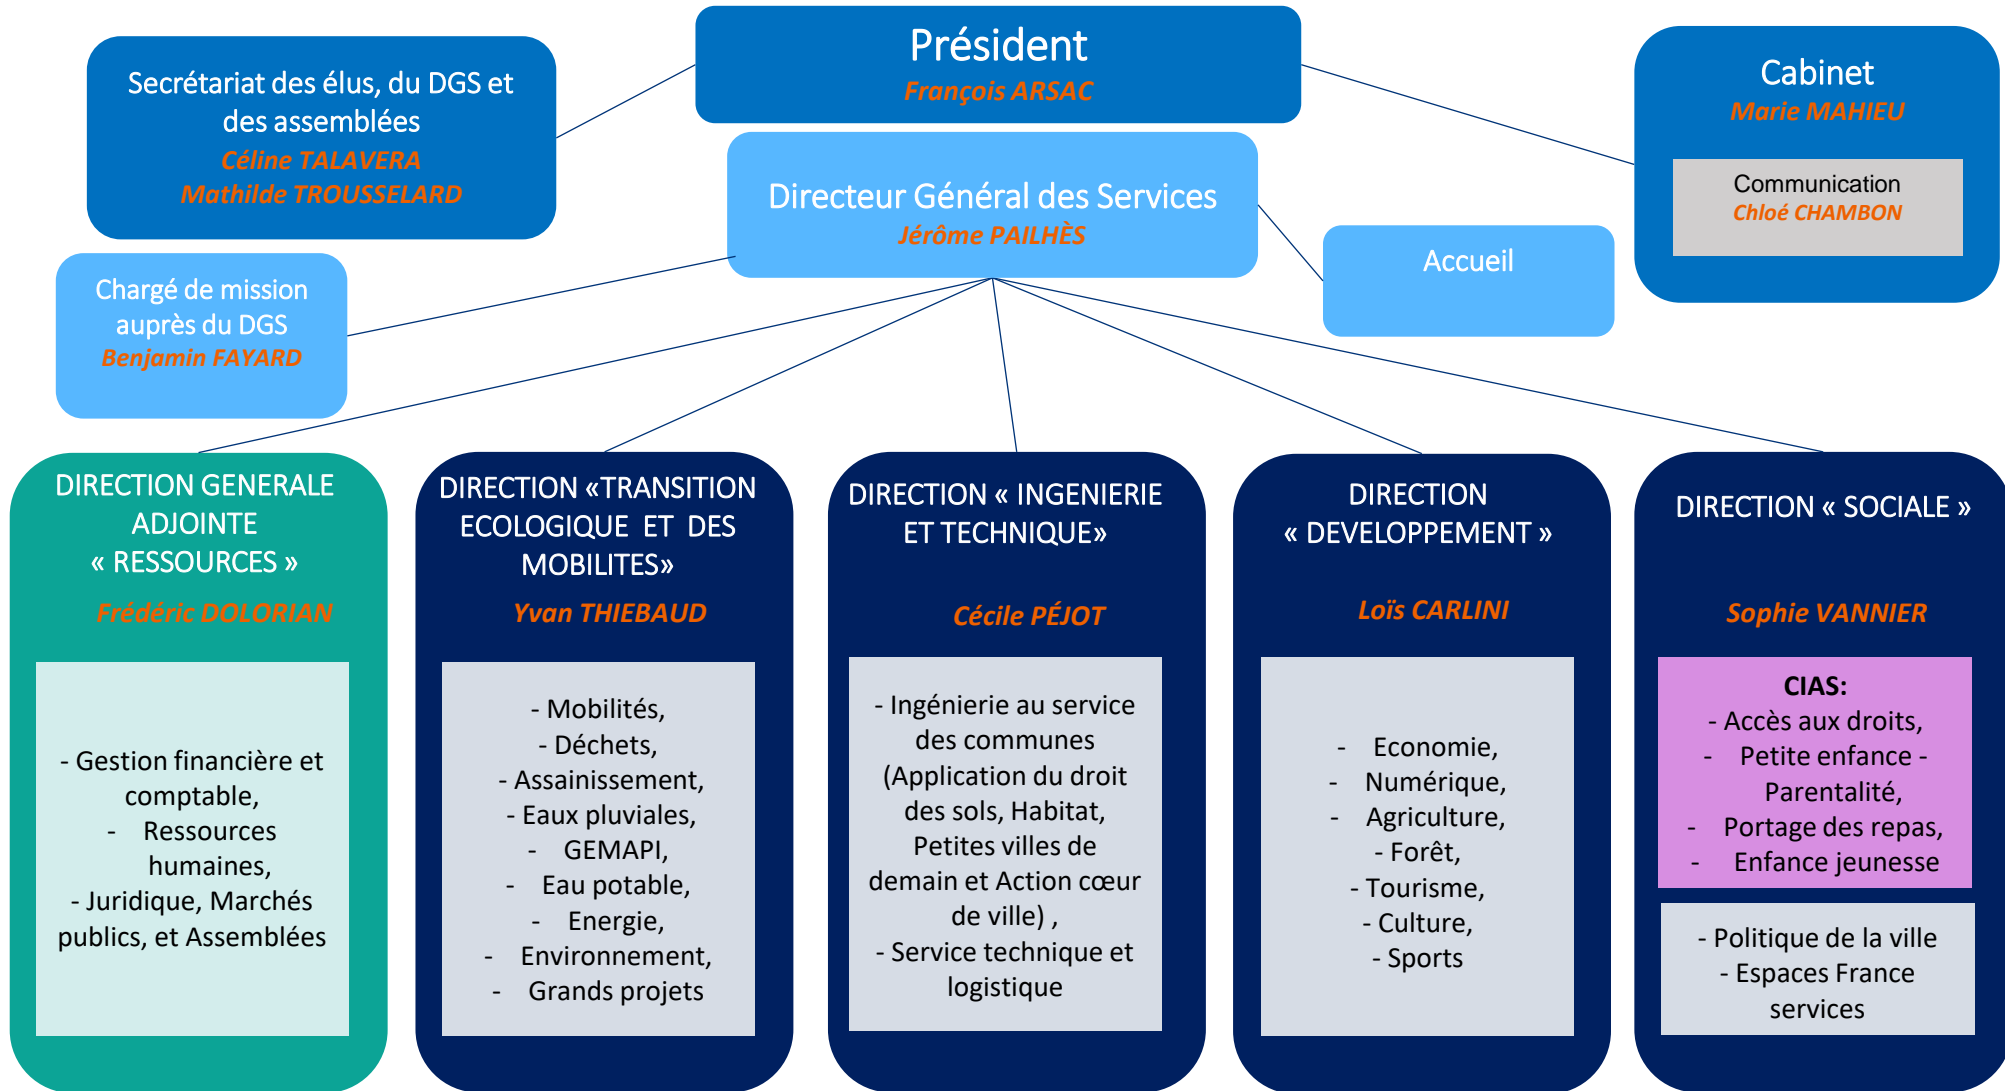 Président
François ARSAC
Secrétariat des élus, du DGS et
des assemblées
Céline TALAVERA
Mathilde TROUSSELARD
Cabinet
Marie MAHIEU
Communication
Chloé CHAMBON
Directeur Général des Services
Jérôme PAILHÈS
Accueil
Chargé de mission
auprès du DGS
Benjamin FAYARD
DIRECTION GENERALE
ADJOINTE
« RESSOURCES »
Frédéric DOLORIAN
- Gestion financière et
comptable,
- Ressources
humaines,
- Juridique, Marchés
publics, et Assemblées
DIRECTION «TRANSITION
ECOLOGIQUE ET DES
MOBILITES»
Yvan THIEBAUD
- Mobilités,
- Déchets,
- Assainissement,
- Eaux pluviales,
- GEMAPI,
- Eau potable,
- Energie,
- Environnement,
- Grands projets
DIRECTION « INGENIERIE
ET TECHNIQUE»
Cécile PÉJOT
- Ingénierie au service
des communes
(Application du droit
des sols, Habitat,
Petites villes de
demain et Action cœur
de ville) ,
- Service technique et
logistique
DIRECTION
« DEVELOPPEMENT »
Loïs CARLINI
- Economie,
- Numérique,
- Agriculture,
- Forêt,
- Tourisme,
- Culture,
- Sports
DIRECTION « SOCIALE »
Sophie VANNIER
CIAS:
- Accès aux droits,
- Petite enfance -
Parentalité,
- Portage des repas,
- Enfance jeunesse
- Politique de la ville
- Espaces France
services